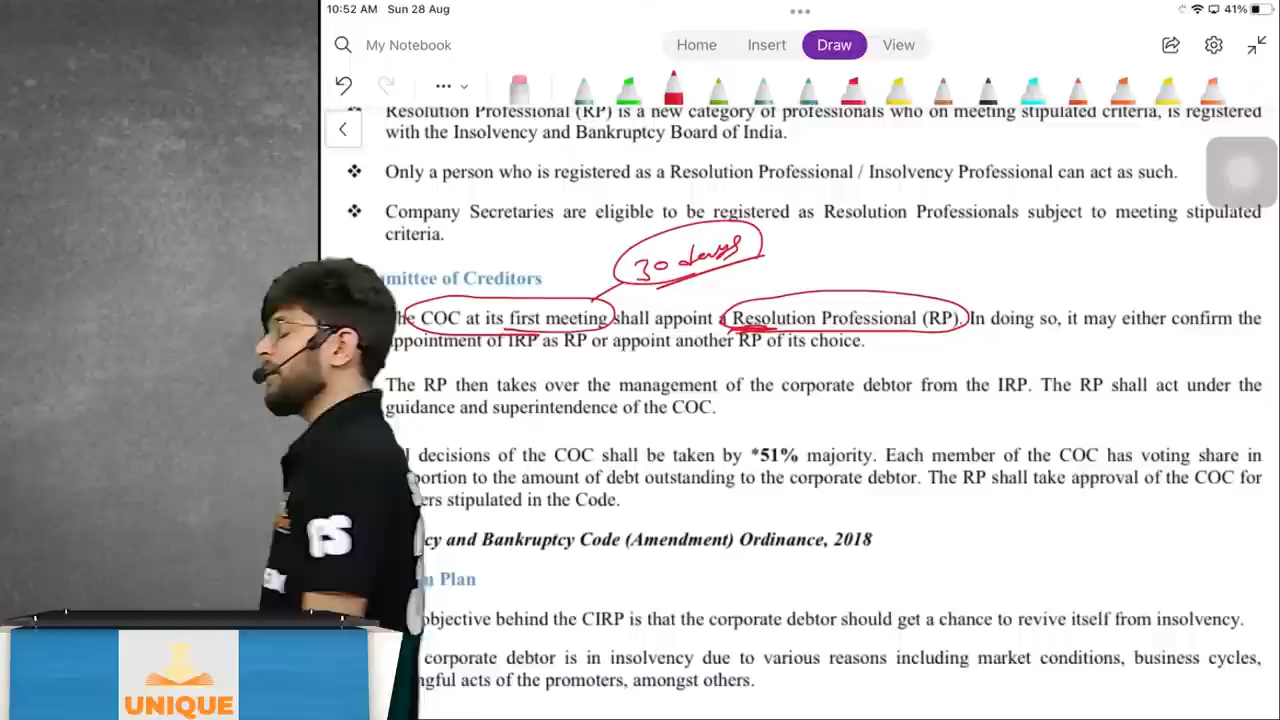 10:52 AM Sun 28 Aug
41%
My Notebook
Home
Insert
Draw
View
Resolution Professional (RP) is a new category of professionals who on meeting stipulated criteria, is registered
with the Insolvency and Bankruptcy Board of India.
❖ Only a person who is registered as a Resolution Professional / Insolvency Professional can act as such.
❖ Company Secretaries are eligible to be registered as Resolution Professionals subject to meeting stipulated
criteria.
30 days
mittee of Creditors
he COC at its first meeting shall appoint a Resolution Professional (RP). In doing so, it may either confirm the
appointment of IRP as RP or appoint another RP of its choice.
The RP then takes over the management of the corporate debtor from the IRP. The RP shall act under the
guidance and superintendence of the COC.
l decisions of the COC shall be taken by *51% majority. Each member of the COC has voting share in
portion to the amount of debt outstanding to the corporate debtor. The RP shall take approval of the COC for
ers stipulated in the Code.
cy and Bankruptcy Code (Amendment) Ordinance, 2018
n Plan
objective behind the CIRP is that the corporate debtor should get a chance to revive itself from insolvency.
corporate debtor is in insolvency due to various reasons including market conditions, business cycles,
ngful acts of the promoters, amongst others.
UNIQUE